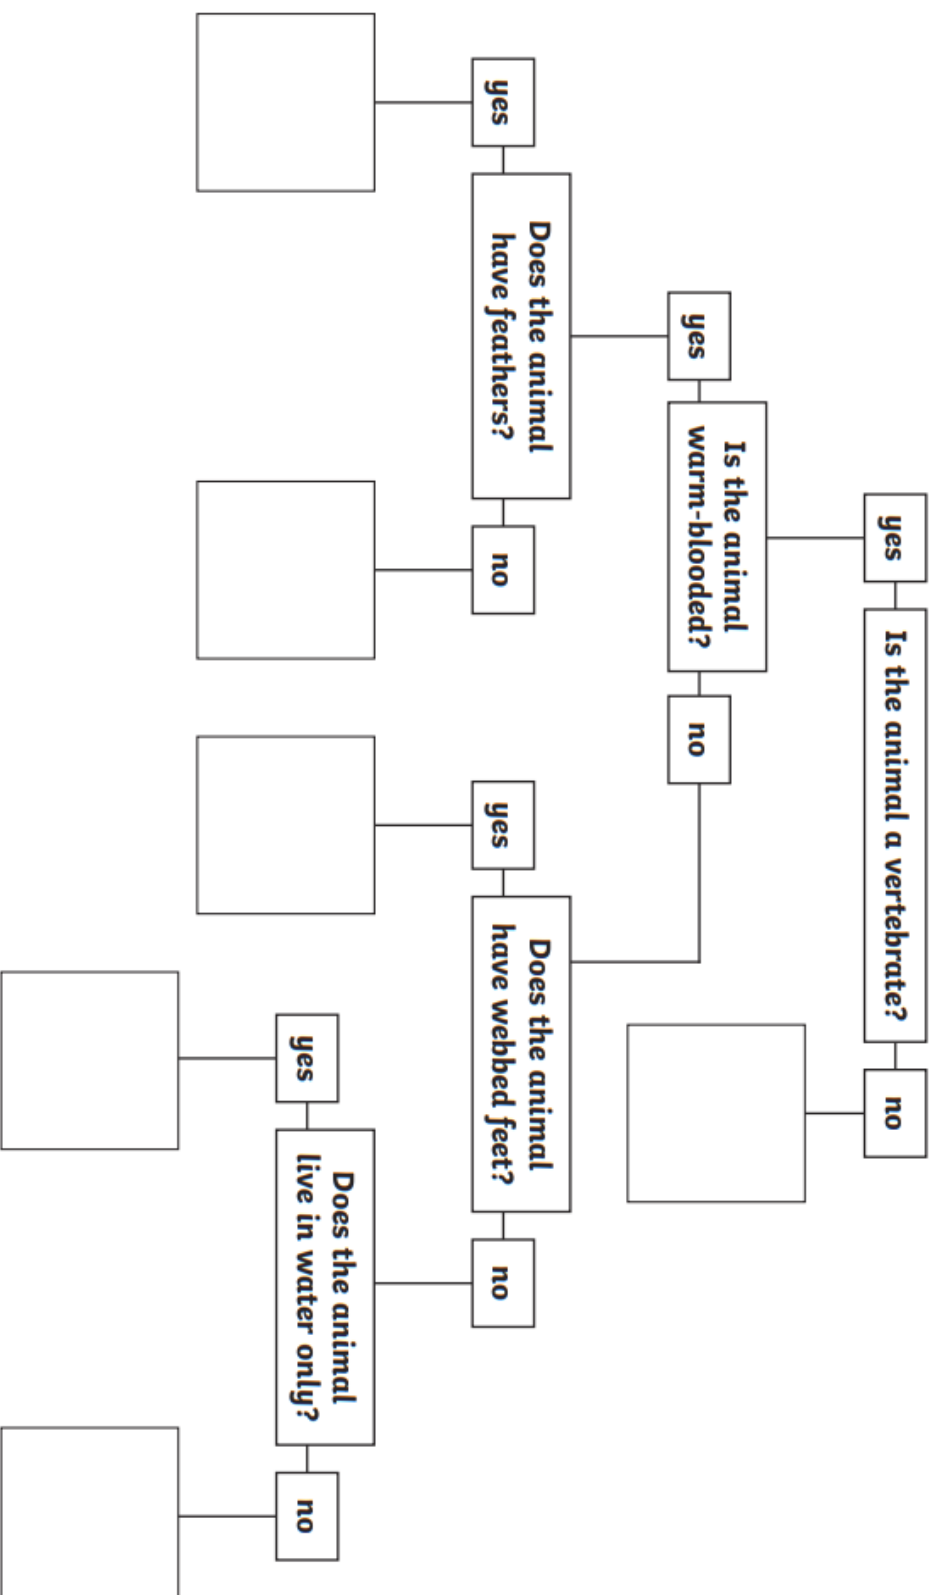 yes
Is the animal a vertebrate?
no
yes
Is the animal
warm-blooded?
no
yes
Does the animal
have feathers?
no
yes
Does the animal
have webbed feet?
no
yes
Does the animal
live in water only?
no